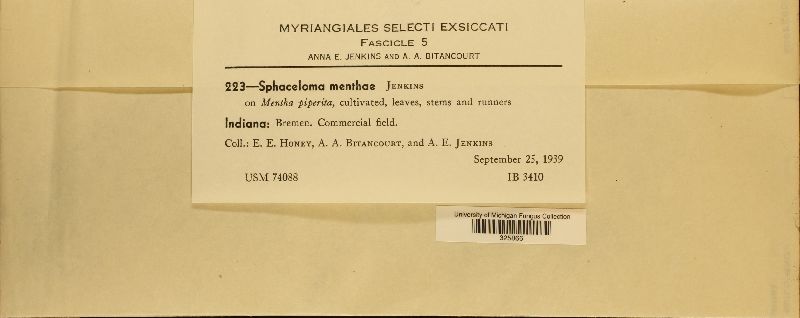 MYRIANGIALES SELECTI EXSICCATI
FASCICLE 5
ANNA E. JENKINS AND A. A. BITANCOURT
223—Sphaceloma menthae JENKINS
on Mentha piperita, cultivated, leaves, stems and runners
Indiana: Bremen. Commercial field.
Coll.: E. E. HONEY, A. A. BITANCOURT, and A. E. JENKINS
September 25, 1939
USM 74088 IB 3410
University of Michigan Fungus Collection
325866